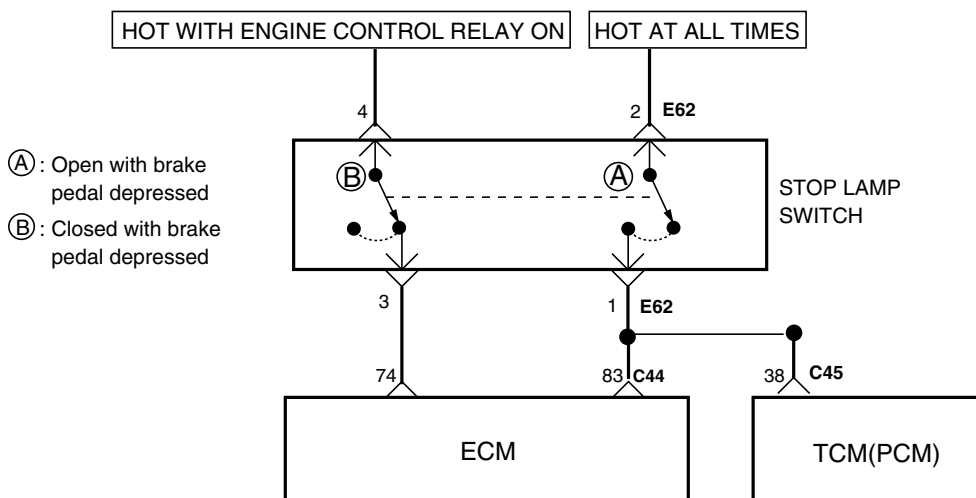 HOT WITH ENGINE CONTROL RELAY ON
HOT AT ALL TIMES
4
2
E62
Ⓐ : Open with brake
pedal depressed
Ⓑ : Closed with brake
pedal depressed
B
A
STOP LAMP
SWITCH
3
1
E62
74
83
C44
38
C45
ECM
TCM(PCM)